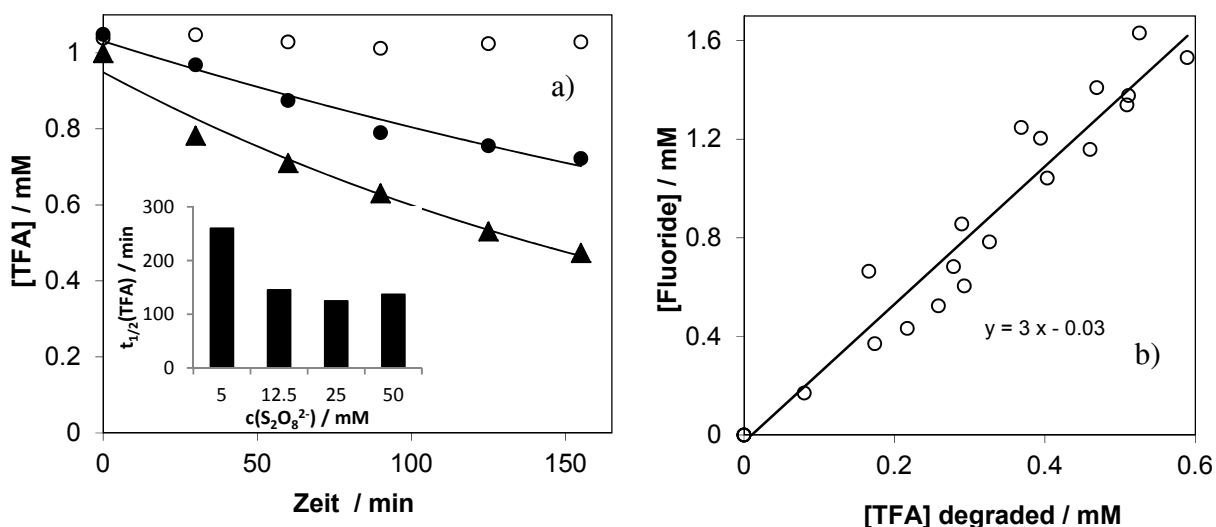 1
0.8
0.6
0.4
0.2
0
[TFA] / mM
a)
300
200
100
0
t1/2(TFA) / min
5 12.5 25 50
c(S2O8 2-) / mM
0 50 100 150
Zeit / min
1.6
1.2
0.8
0.4
0
[Fluoride] / mM
y = 3 x - 0.03
b)
0 0.2 0.4 0.6
[TFA] degraded / mM